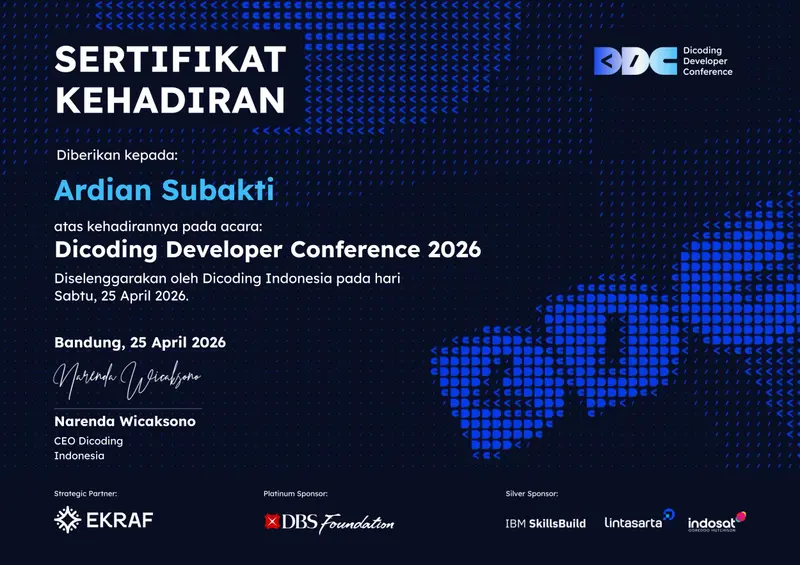 SERTIFIKAT
KEHADIRAN
Dicoding
Developer
Conference
Diberikan kepada:
Ardian Subakti
atas kehadirannya pada acara:
Dicoding Developer Conference 2026
Diselenggarakan oleh Dicoding Indonesia pada hari
Sabtu, 25 April 2026.
Bandung, 25 April 2026
Narenda Wicaksono
Narenda Wicaksono
CEO Dicoding
Indonesia
Strategic Partner:
EKRAF
Platinum Sponsor:
DBS Foundation
Silver Sponsor:
IBM SkillsBuild
lintasarta
indosat
OOREDOO HUTCHISON